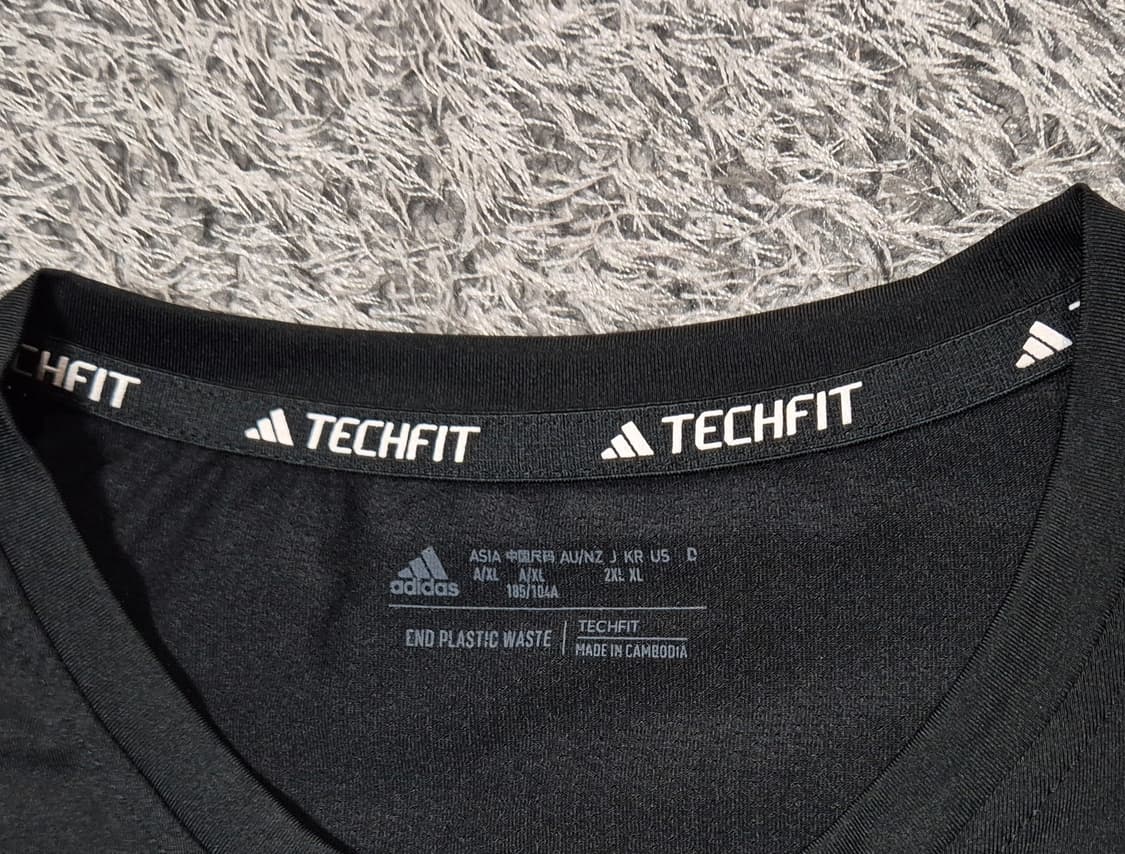 CHFIT
TECHFIT
TECHFIT
adidas
ASIA 中国尺码 AU/NZ J KR US D
A/XL A/XL 2XL XL
185/104A
END PLASTIC WASTE
TECHFIT
MADE IN CAMBODIA